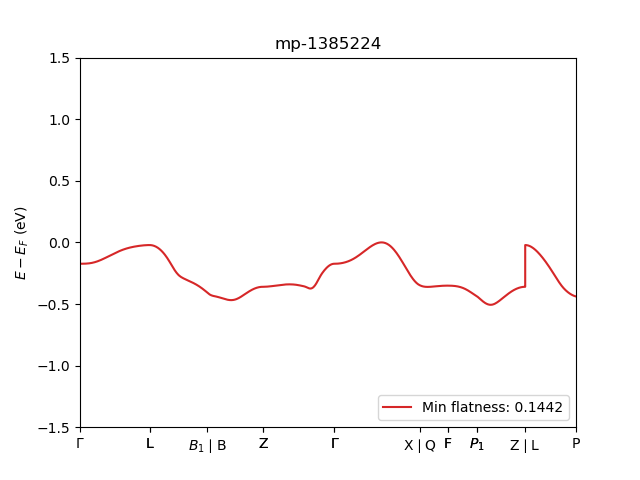 mp-1385224
1.5
1.0
0.5
0.0
−0.5
−1.0
−1.5
E − E_F (eV)
Min flatness: 0.1442
Γ L B₁ | B Z Γ X | Q F P₁ Z | L P